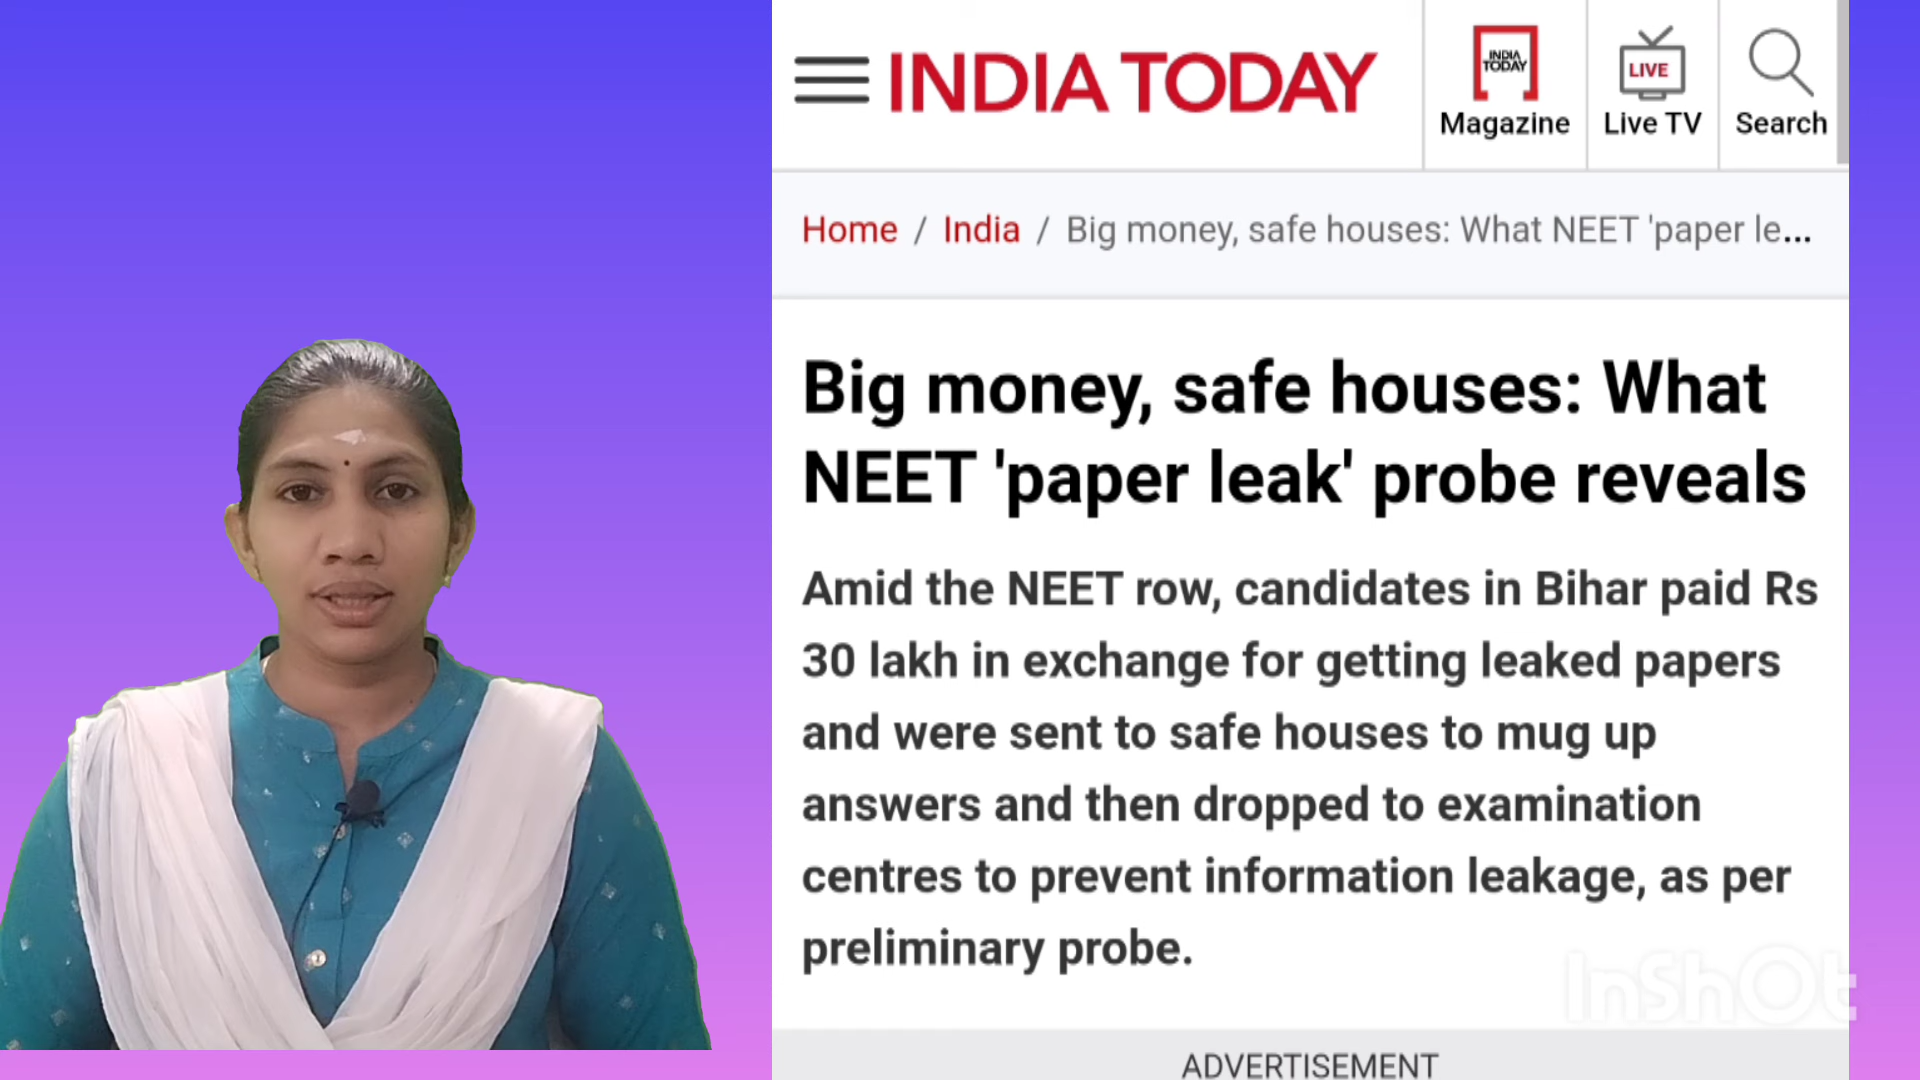 INDIA TODAY
INDIA
TODAY
Magazine
LIVE
Live TV
Search
Home / India / Big money, safe houses: What NEET 'paper le...
Big money, safe houses: What
NEET 'paper leak' probe reveals
Amid the NEET row, candidates in Bihar paid Rs
30 lakh in exchange for getting leaked papers
and were sent to safe houses to mug up
answers and then dropped to examination
centres to prevent information leakage, as per
preliminary probe.
InShOt
ADVERTISEMENT